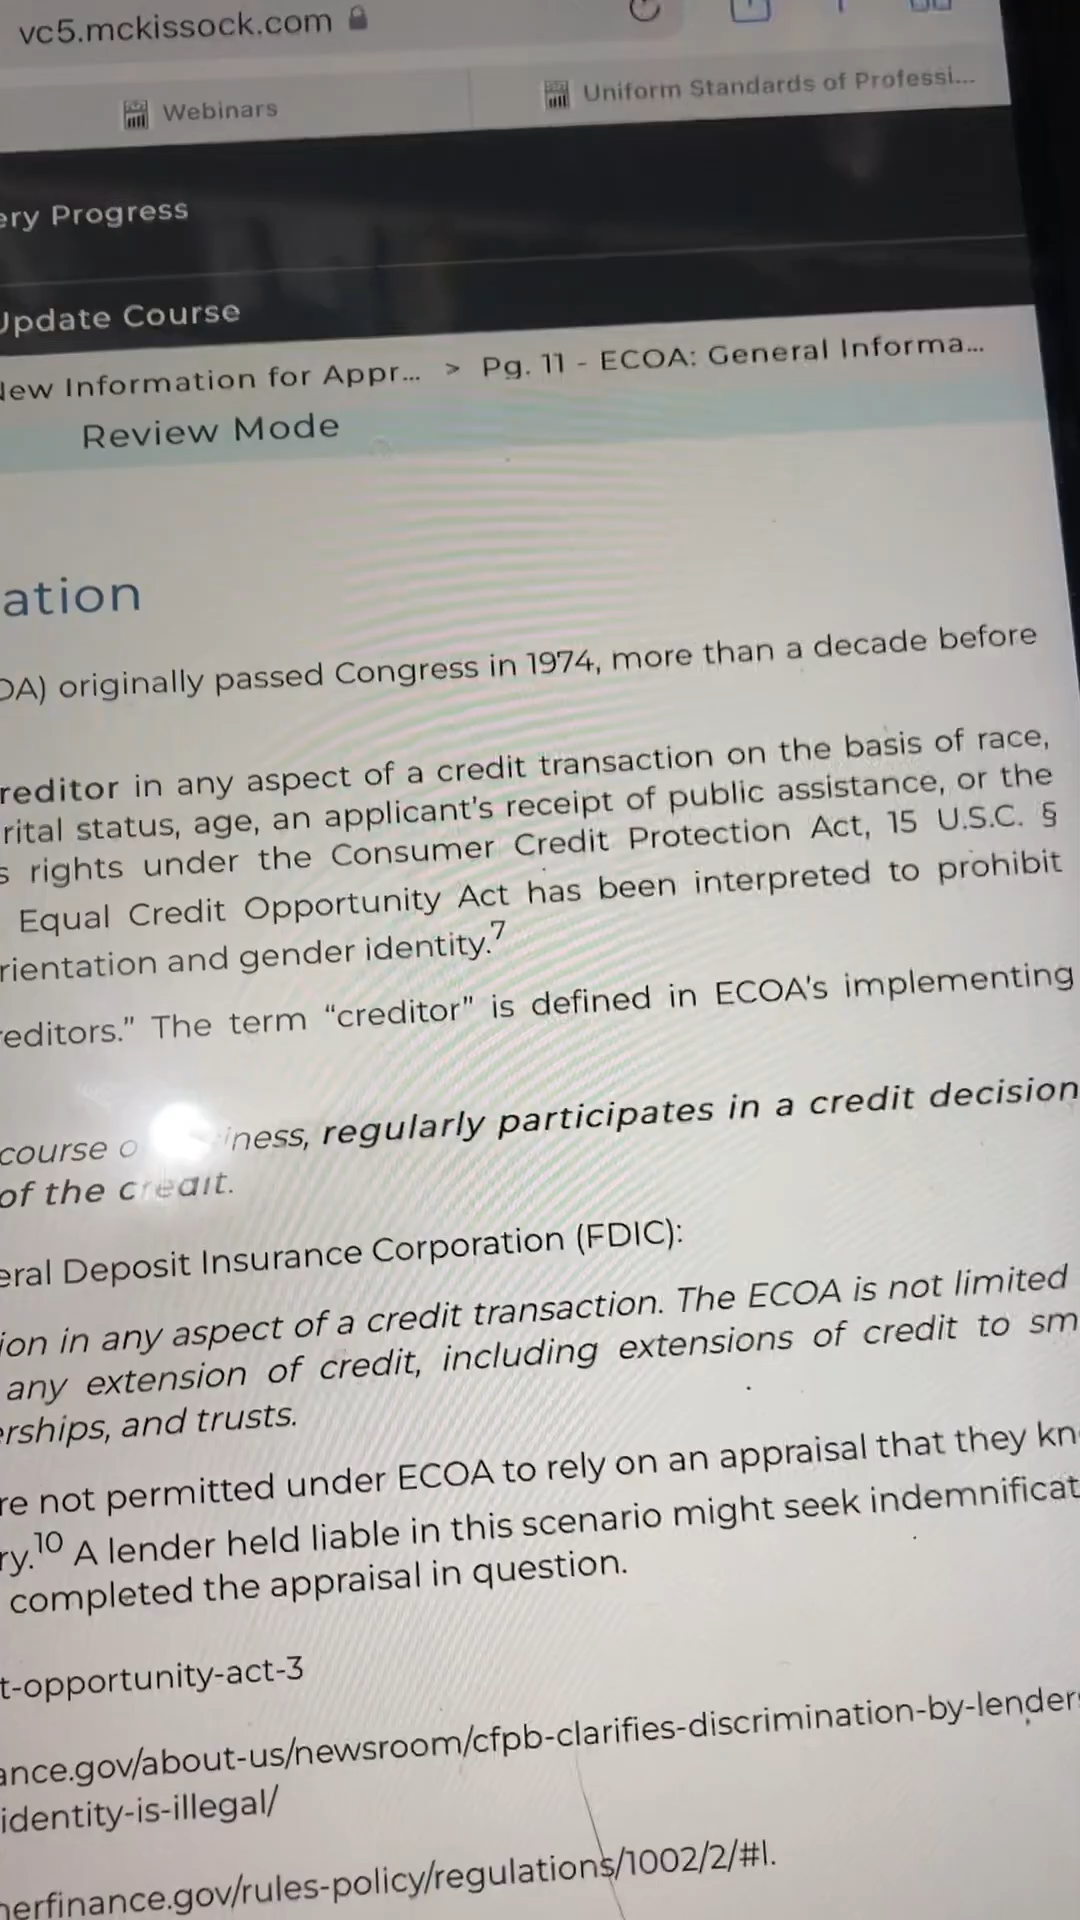 vc5.mckissock.com
Webinars
Uniform Standards of Professi...
ery Progress
Update Course
New Information for Appr... > Pg. 11 - ECOA: General Informa...
Review Mode
ation
OA) originally passed Congress in 1974, more than a decade before
reditor in any aspect of a credit transaction on the basis of race,
rital status, age, an applicant's receipt of public assistance, or the
s rights under the Consumer Credit Protection Act, 15 U.S.C. §
Equal Credit Opportunity Act has been interpreted to prohibit
rientation and gender identity.7
reditors." The term "creditor" is defined in ECOA's implementing
course o iness, regularly participates in a credit decision
of the credit.
eral Deposit Insurance Corporation (FDIC):
ion in any aspect of a credit transaction. The ECOA is not limited
any extension of credit, including extensions of credit to sm
erships, and trusts.
re not permitted under ECOA to rely on an appraisal that they kn
ry.10 A lender held liable in this scenario might seek indemnificat
completed the appraisal in question.
t-opportunity-act-3
ance.gov/about-us/newsroom/cfpb-clarifies-discrimination-by-lender
identity-is-illegal/
nerfinance.gov/rules-policy/regulations/1002/2/#l.